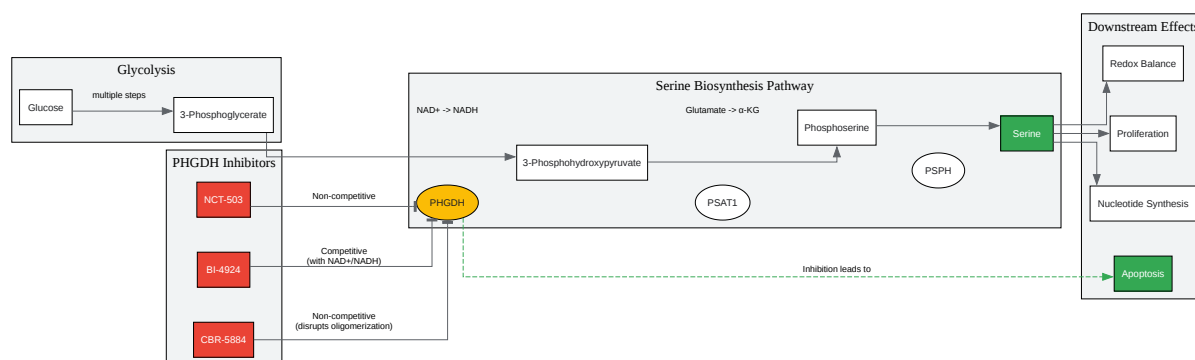 Glycolysis
Glucose
multiple steps
3-Phosphoglycerate
PHGDH Inhibitors
NCT-503
BI-4924
CBR-5884
Non-competitive
Competitive
(with NAD+/NADH)
Non-competitive
(disrupts oligomerization)
Serine Biosynthesis Pathway
NAD+ -> NADH
Glutamate -> α-KG
3-Phosphohydroxypyruvate
Phosphoserine
Serine
PHGDH
PSAT1
PSPH
Inhibition leads to
Downstream Effects
Redox Balance
Proliferation
Nucleotide Synthesis
Apoptosis